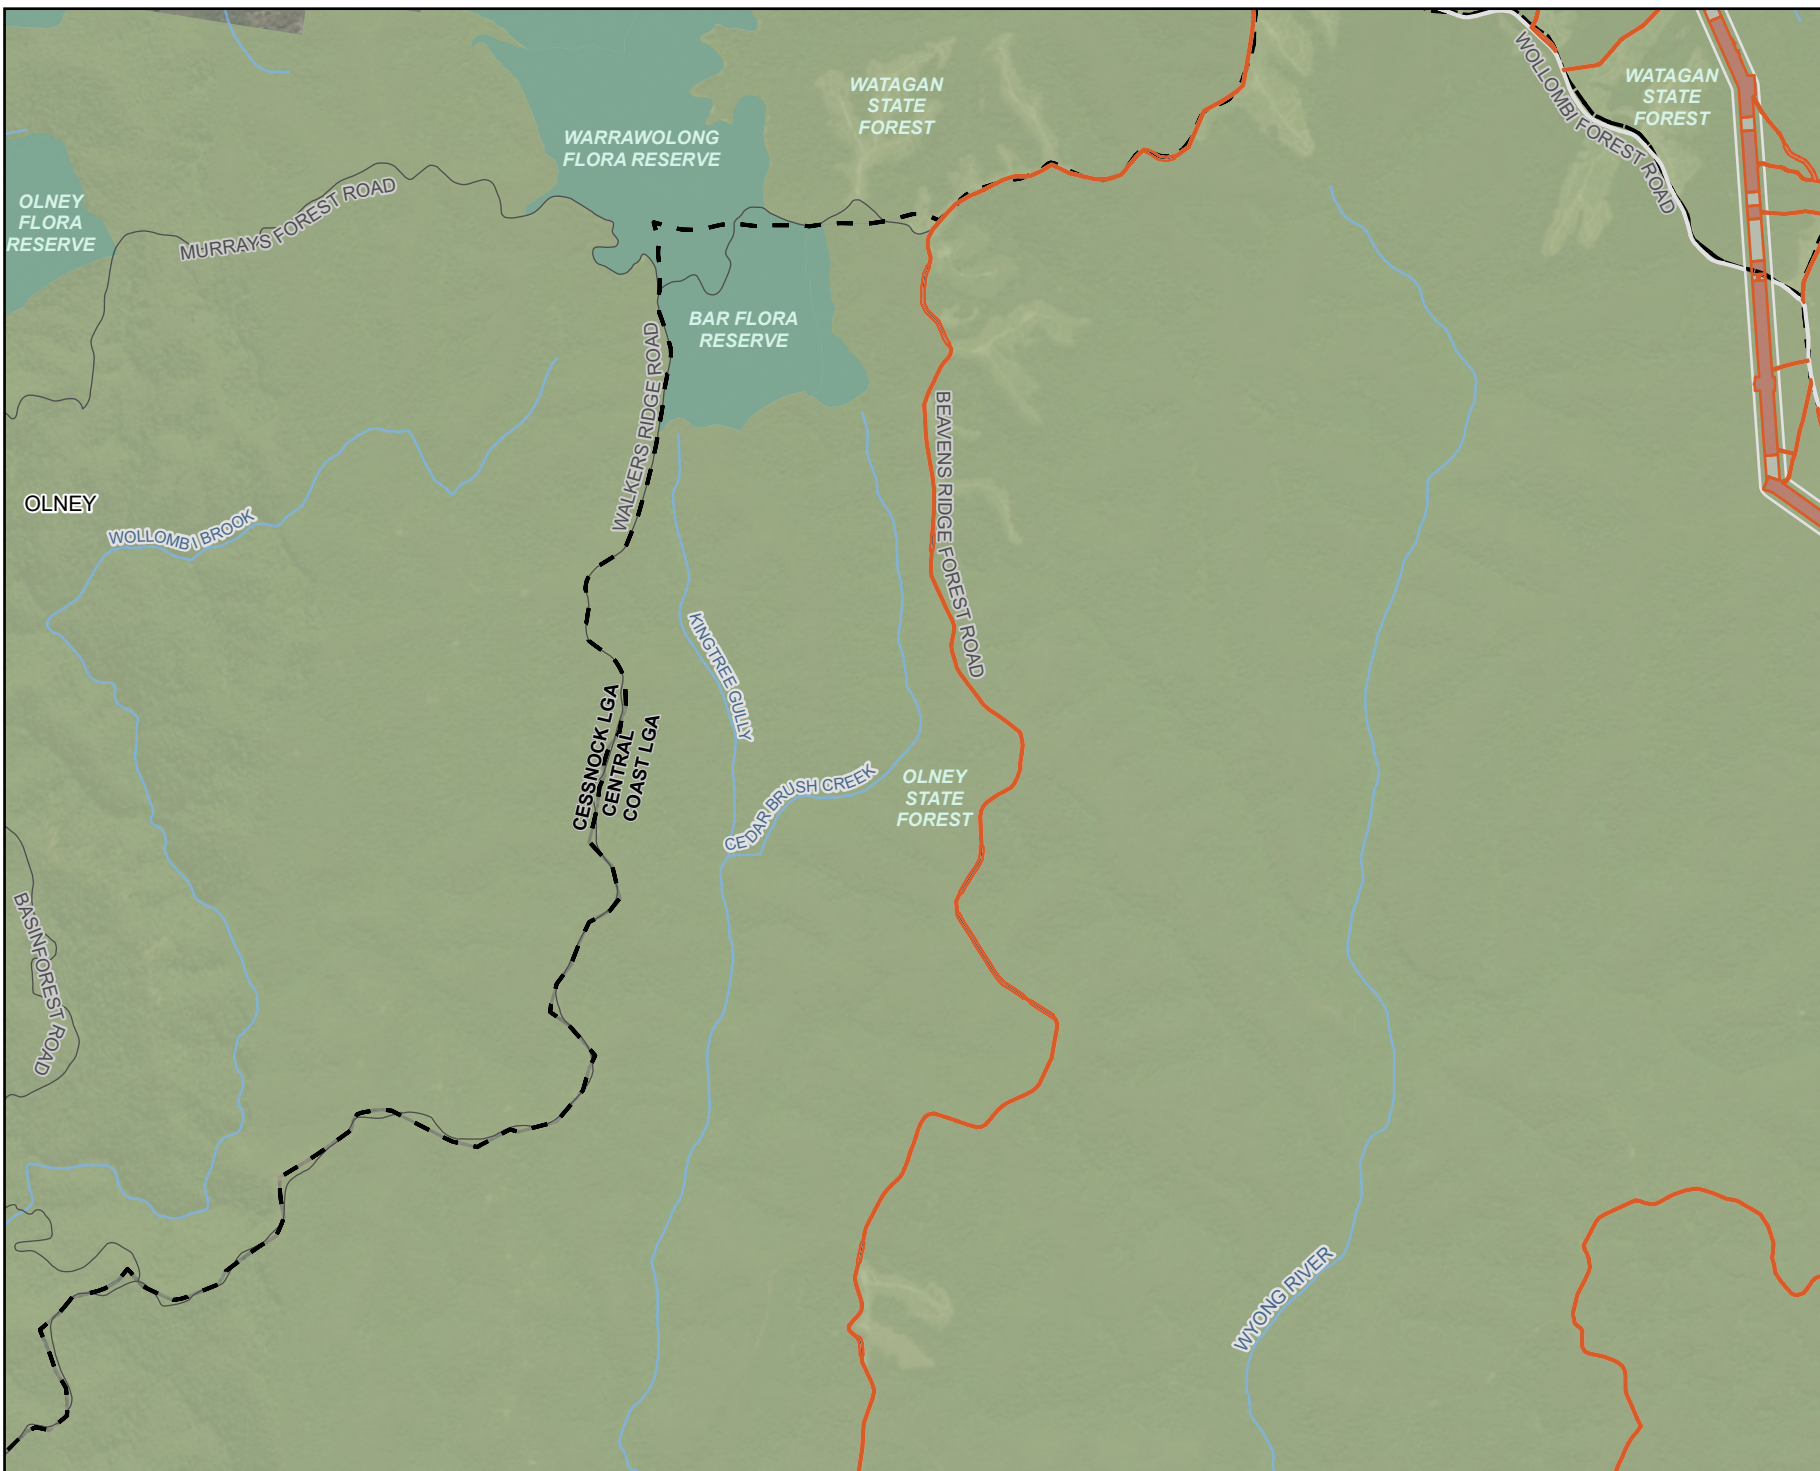 WATAGAN
STATE
FOREST
WOLLOMBI FOREST ROAD
WATAGAN
STATE
FOREST
WARRAWOLONG
FLORA RESERVE
OLNEY
FLORA
RESERVE
MURRAYS FOREST ROAD
BAR FLORA
RESERVE
WALKERS RIDGE ROAD
BEAVENS RIDGE FOREST ROAD
OLNEY
WOLLOMBI BROOK
KINGTREE GULLY
CESSNOCK LGA
CENTRAL
COAST LGA
CEDAR BRUSH CREEK
OLNEY
STATE
FOREST
BASINFOREST ROAD
WYONG RIVER